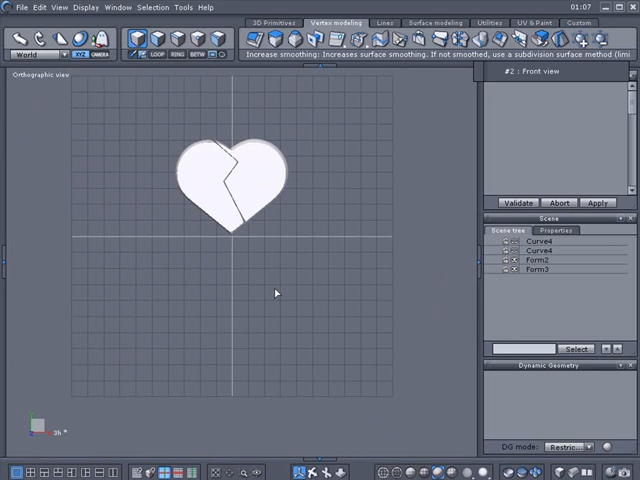 File Edit View Display Window Selection Tools Help
01:07
3D Primitives Vertex modeling Lines Surface modeling Utilities UV & Paint Custom
World XYZ CAMERA LOOP RING BETW
Increase smoothing: Increases surface smoothing. If not smoothed, use a subdivision surface method (limi
Orthographic view
#2 : Front view
Validate Abort Apply
Scene
Scene tree Properties
Curve4
Curve4
Form2
Form3
Select
Dynamic Geometry
3h *
DG mode: Restric...